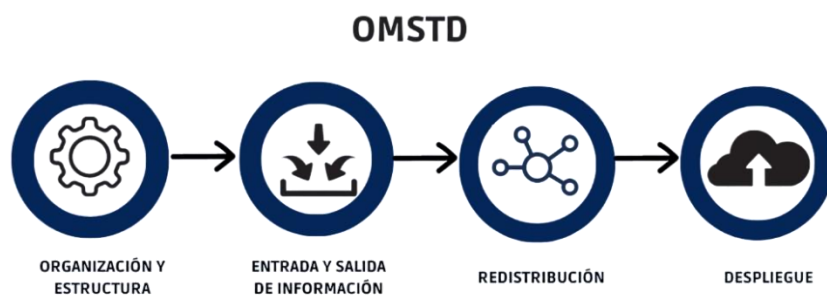 OMSTD
ORGANIZACIÓN Y
ESTRUCTURA
ENTRADA Y SALIDA
DE INFORMACIÓN
REDISTRIBUCIÓN
DESPLIEGUE